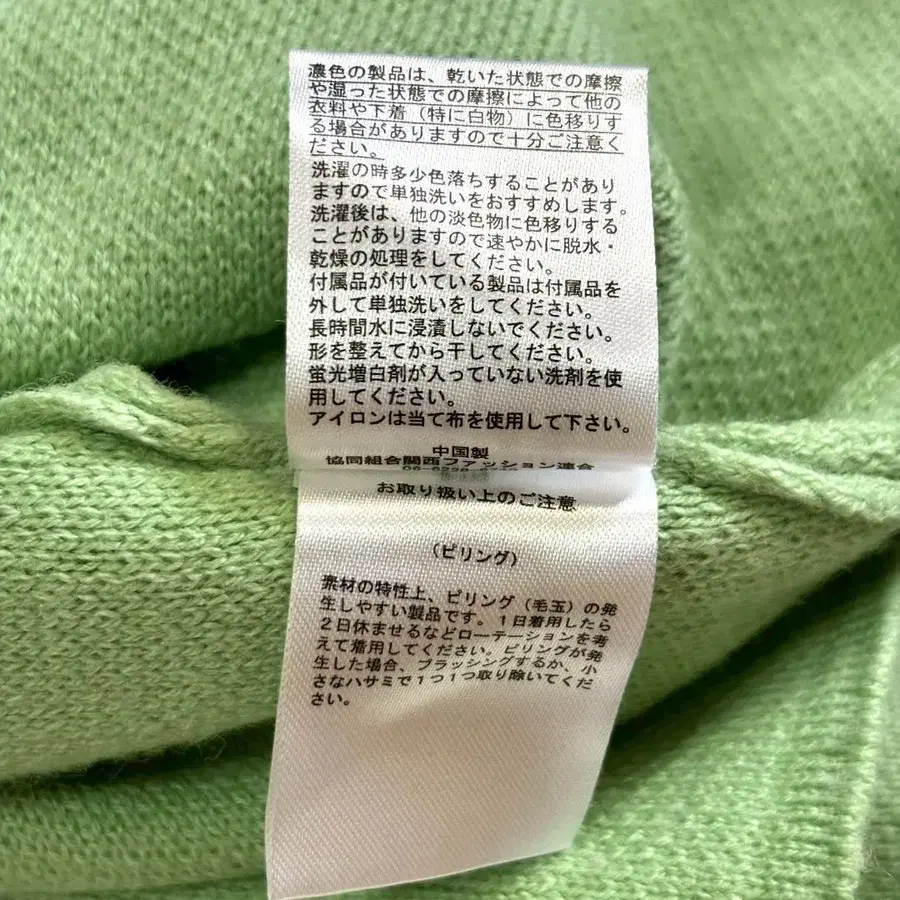 濃色の製品は、乾いた状態での摩擦
や湿った状態での摩擦によって他の
衣料や下着（特に白物）に色移りす
る場合がありますので十分ご注意く
ださい。
洗濯の時多少色落ちすることがあり
ますので単独洗いをおすすめします。
洗濯後は、他の淡色物に色移りする
ことがありますので速やかに脱水・
乾燥の処理をしてください。
付属品が付いている製品は付属品を
外して単独洗いをしてください。
長時間水に浸漬しないでください。
形を整えてから干してください。
蛍光増白剤が入っていない洗剤を使
用してください。
アイロンは当て布を使用して下さい。
中国製
協同組合関西ファッション連合
お取り扱い上のご注意
（ピリング）
素材の特性上、ピリング（毛玉）の発
生しやすい製品です。１日着用したら
２日休ませるなどローテーションを考
えて着用してください。ピリングが発
生した場合、ブラッシングするか、小
さなハサミで１つ１つ取り除いてくだ
さい。